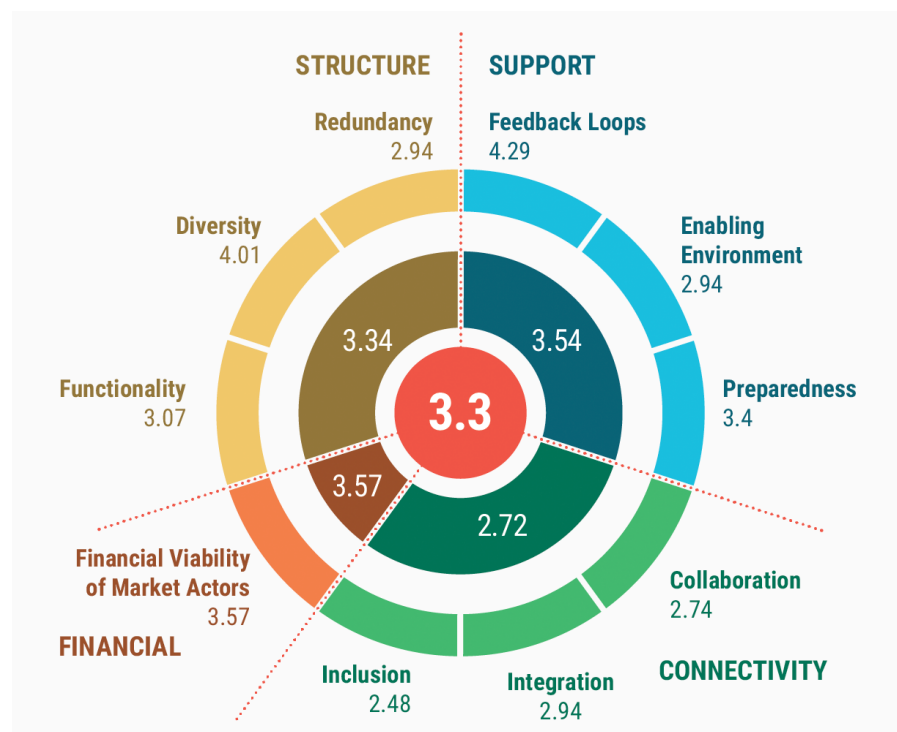 STRUCTURE
SUPPORT
Redundancy
2.94
Feedback Loops
4.29
Diversity
4.01
Enabling
Environment
2.94
3.34
3.54
Functionality
3.07
3.3
Preparedness
3.4
3.57
2.72
Financial Viability
of Market Actors
3.57
FINANCIAL
Collaboration
2.74
CONNECTIVITY
Inclusion
2.48
Integration
2.94